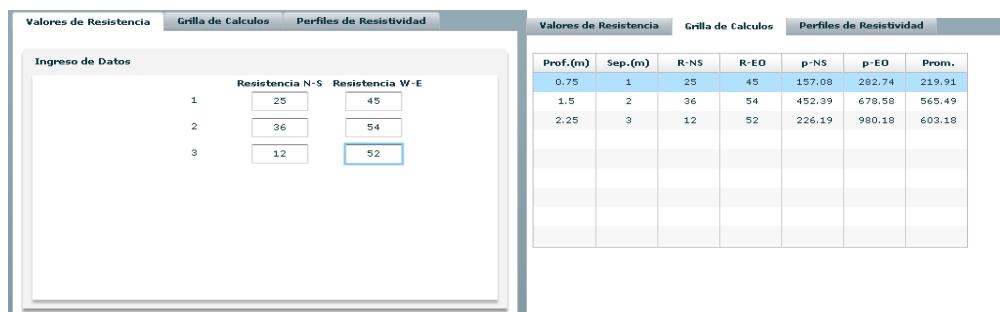 Valores de Resistencia Grilla de Calculos Perfiles de Resistividad
Ingreso de Datos
Resistencia N-S Resistencia W-E
1 25 45
2 36 54
3 12 52
Valores de Resistencia Grilla de Calculos Perfiles de Resistividad
Prof.(m) Sep.(m) R-NS R-EO p-NS p-EO Prom.
0.75 1 25 45 157.08 282.74 219.91
1.5 2 36 54 452.39 678.58 565.49
2.25 3 12 52 226.19 980.18 603.18